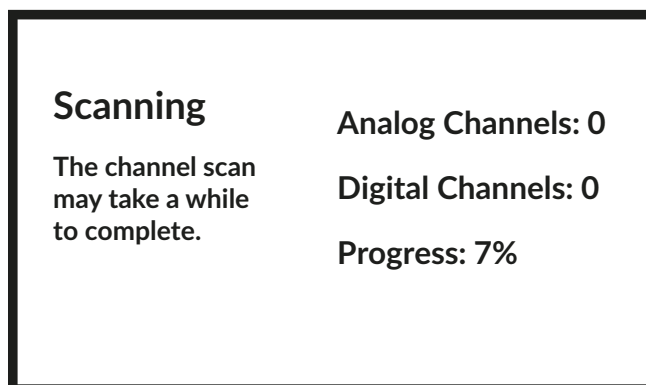 Scanning
The channel scan
may take a while
to complete.
Analog Channels: 0
Digital Channels: 0
Progress: 7%